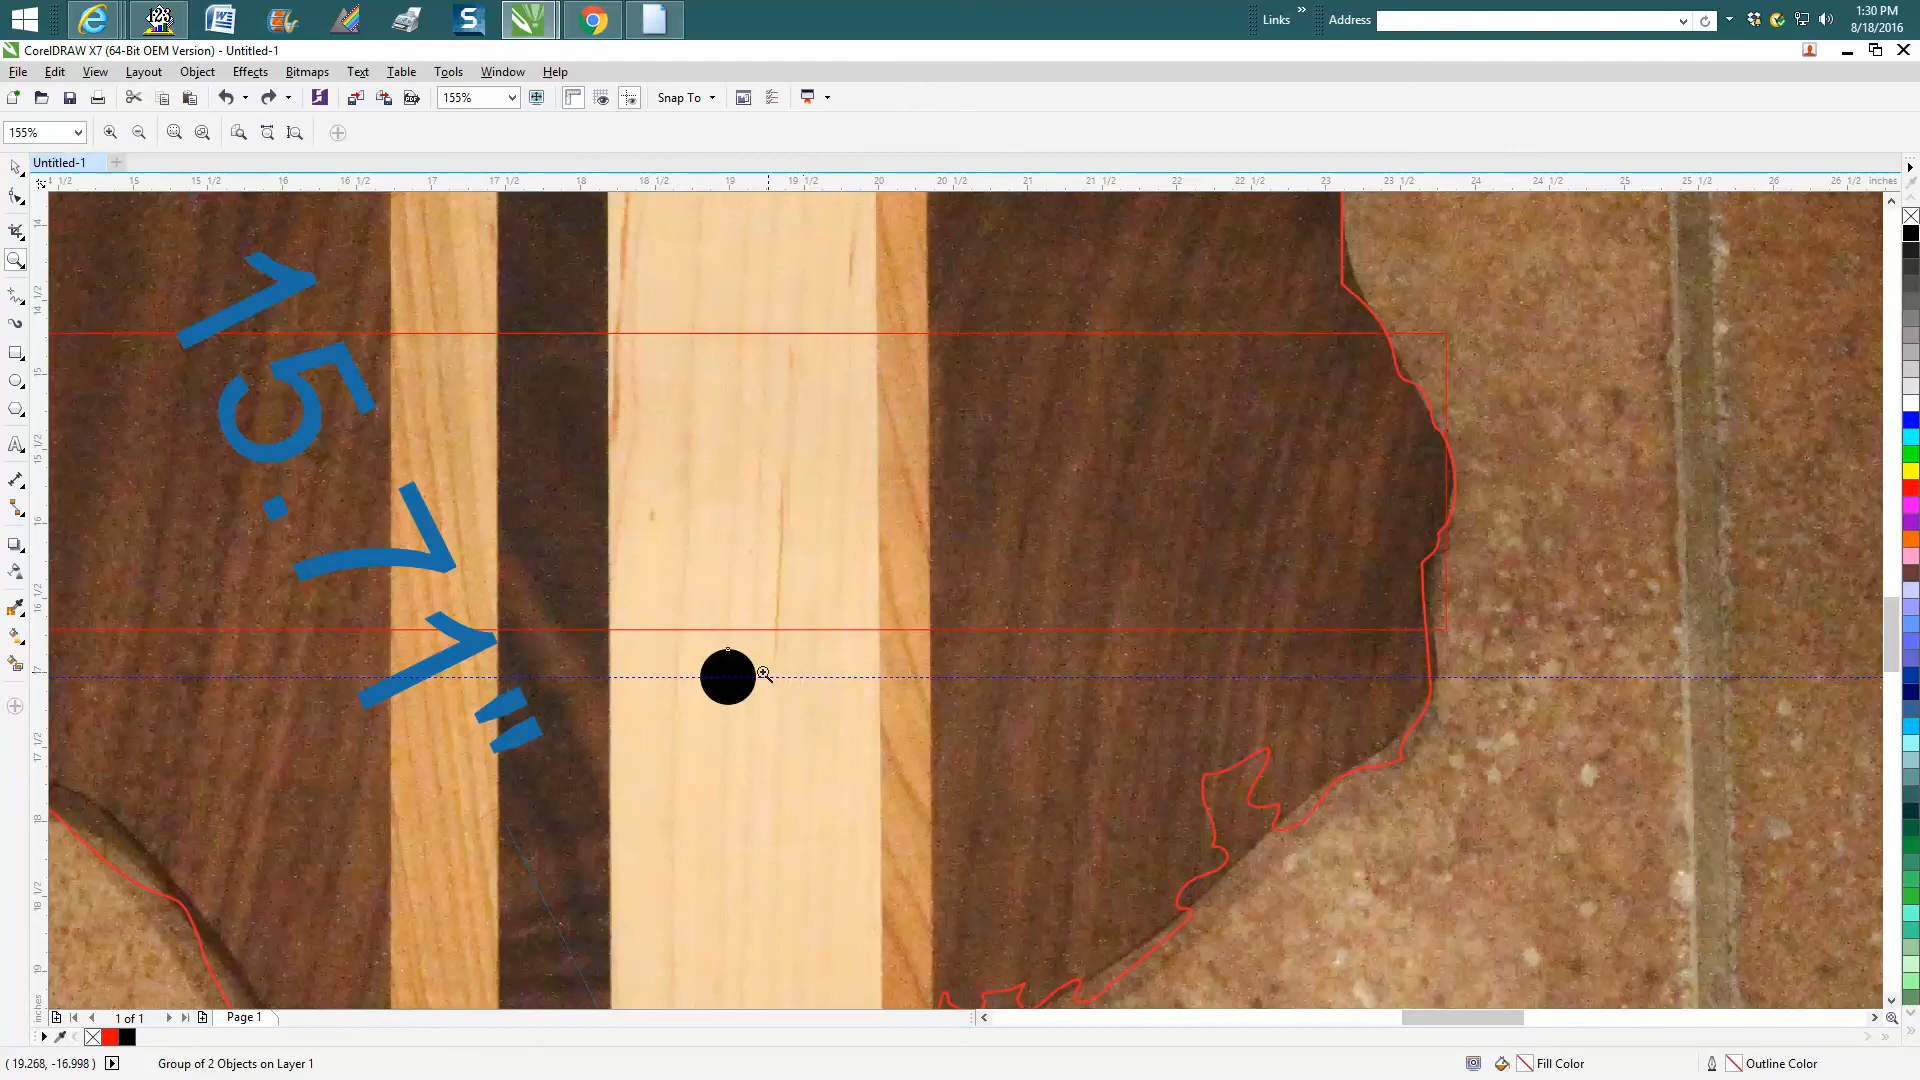 Links
»
Address
1:30 PM
8/18/2016
CorelDRAW X7 (64-Bit OEM Version) - Untitled-1
File Edit View Layout Object Effects Bitmaps Text Table Tools Window Help
155% Snap To
155%
Untitled-1
15 15 1/2 16 16 1/2 17 17 1/2 18 18 1/2 19 19 1/2 20 20 1/2 21 21 1/2 22 22 1/2 23 23 1/2 24 24 1/2 25 25 1/2 26 26 1/2 inches
15.71"
1 of 1 Page 1
( 19.268, -16.998 ) Group of 2 Objects on Layer 1 Fill Color Outline Color